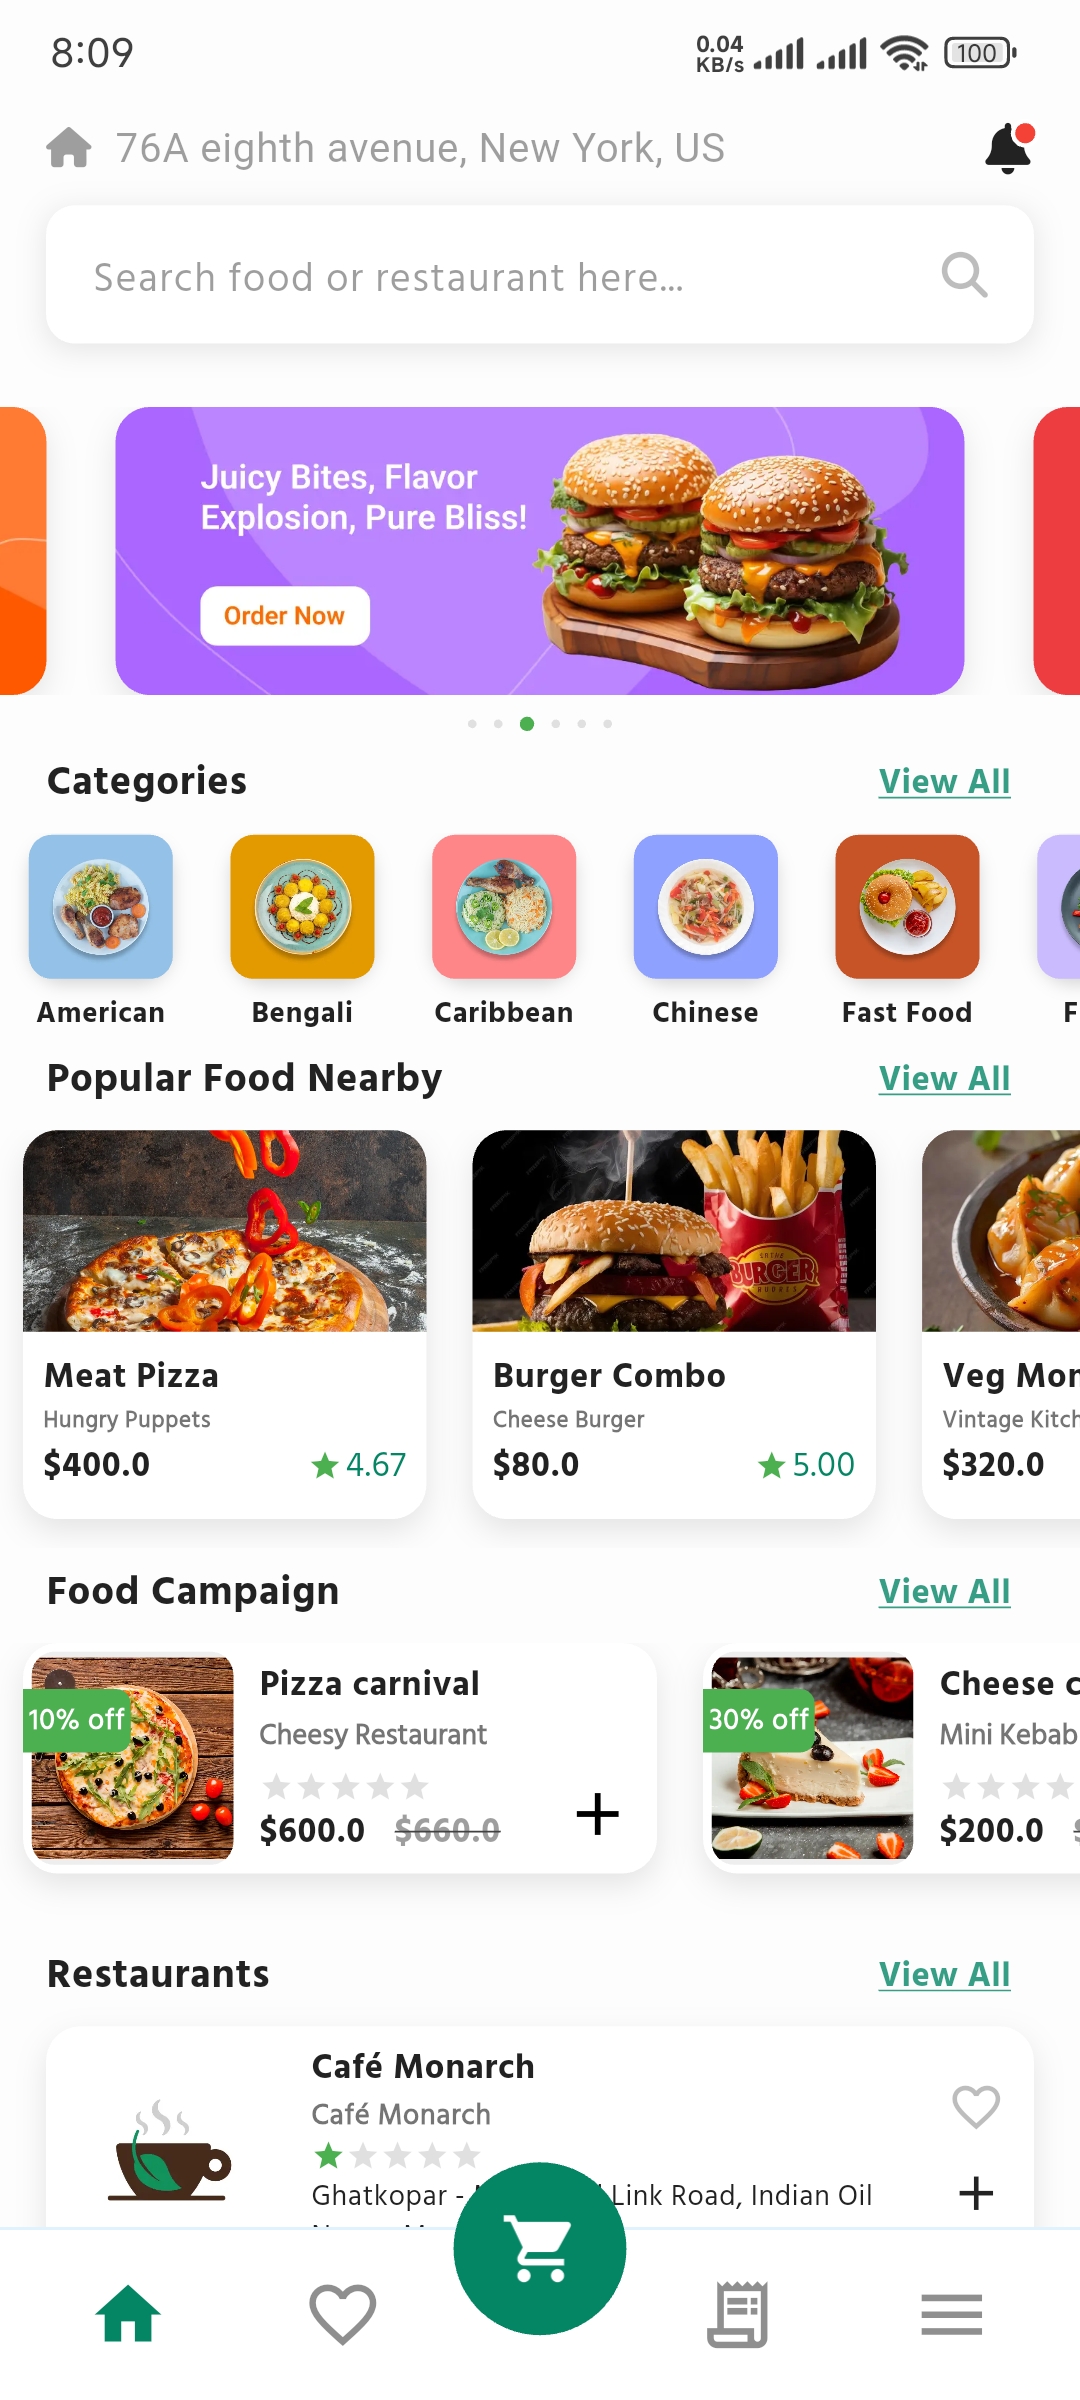 8:09
0.04
KB/s
100
76A eighth avenue, New York, US
Search food or restaurant here...
Juicy Bites, Flavor
Explosion, Pure Bliss!
Order Now
Categories
View All
American
Bengali
Caribbean
Chinese
Fast Food
F
Popular Food Nearby
View All
BURGER
Meat Pizza
Burger Combo
Hungry Puppets
Cheese Burger
Vintage Kitch
$400.0
4.67
$80.0
5.00
$320.0
Veg Mo
Food Campaign
View All
10% off
Pizza carnival
Cheesy Restaurant
$600.0
$660.0
30% off
Cheese c
Mini Kebab
$200.0
Restaurants
View All
Café Monarch
Café Monarch
Ghatkopar -
Link Road, Indian Oil